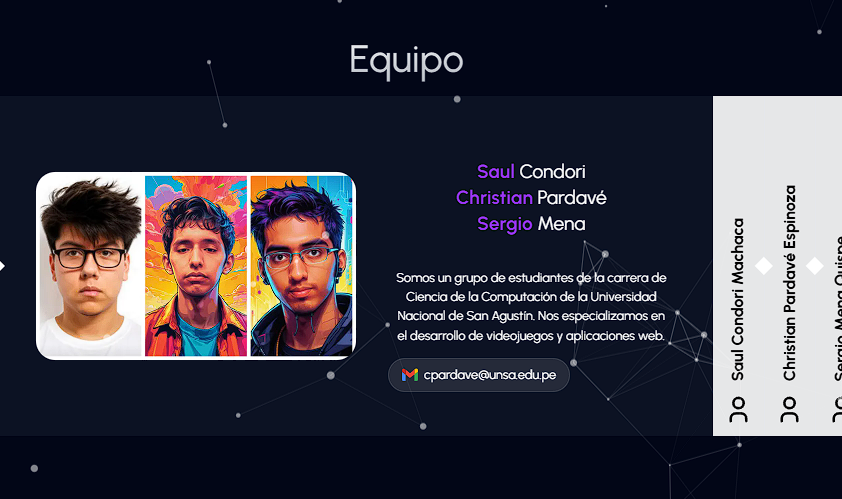 Equipo
Saul Condori
Christian Pardavé
Sergio Mena
Somos un grupo de estudiantes de la carrera de
Ciencia de la Computación de la Universidad
Nacional de San Agustín. Nos especializamos en
el desarrollo de videojuegos y aplicaciones web.
cpardave@unsa.edu.pe
Saul Condori Machaca
Christian Pardavé Espinoza
Sergio Mena Quispe